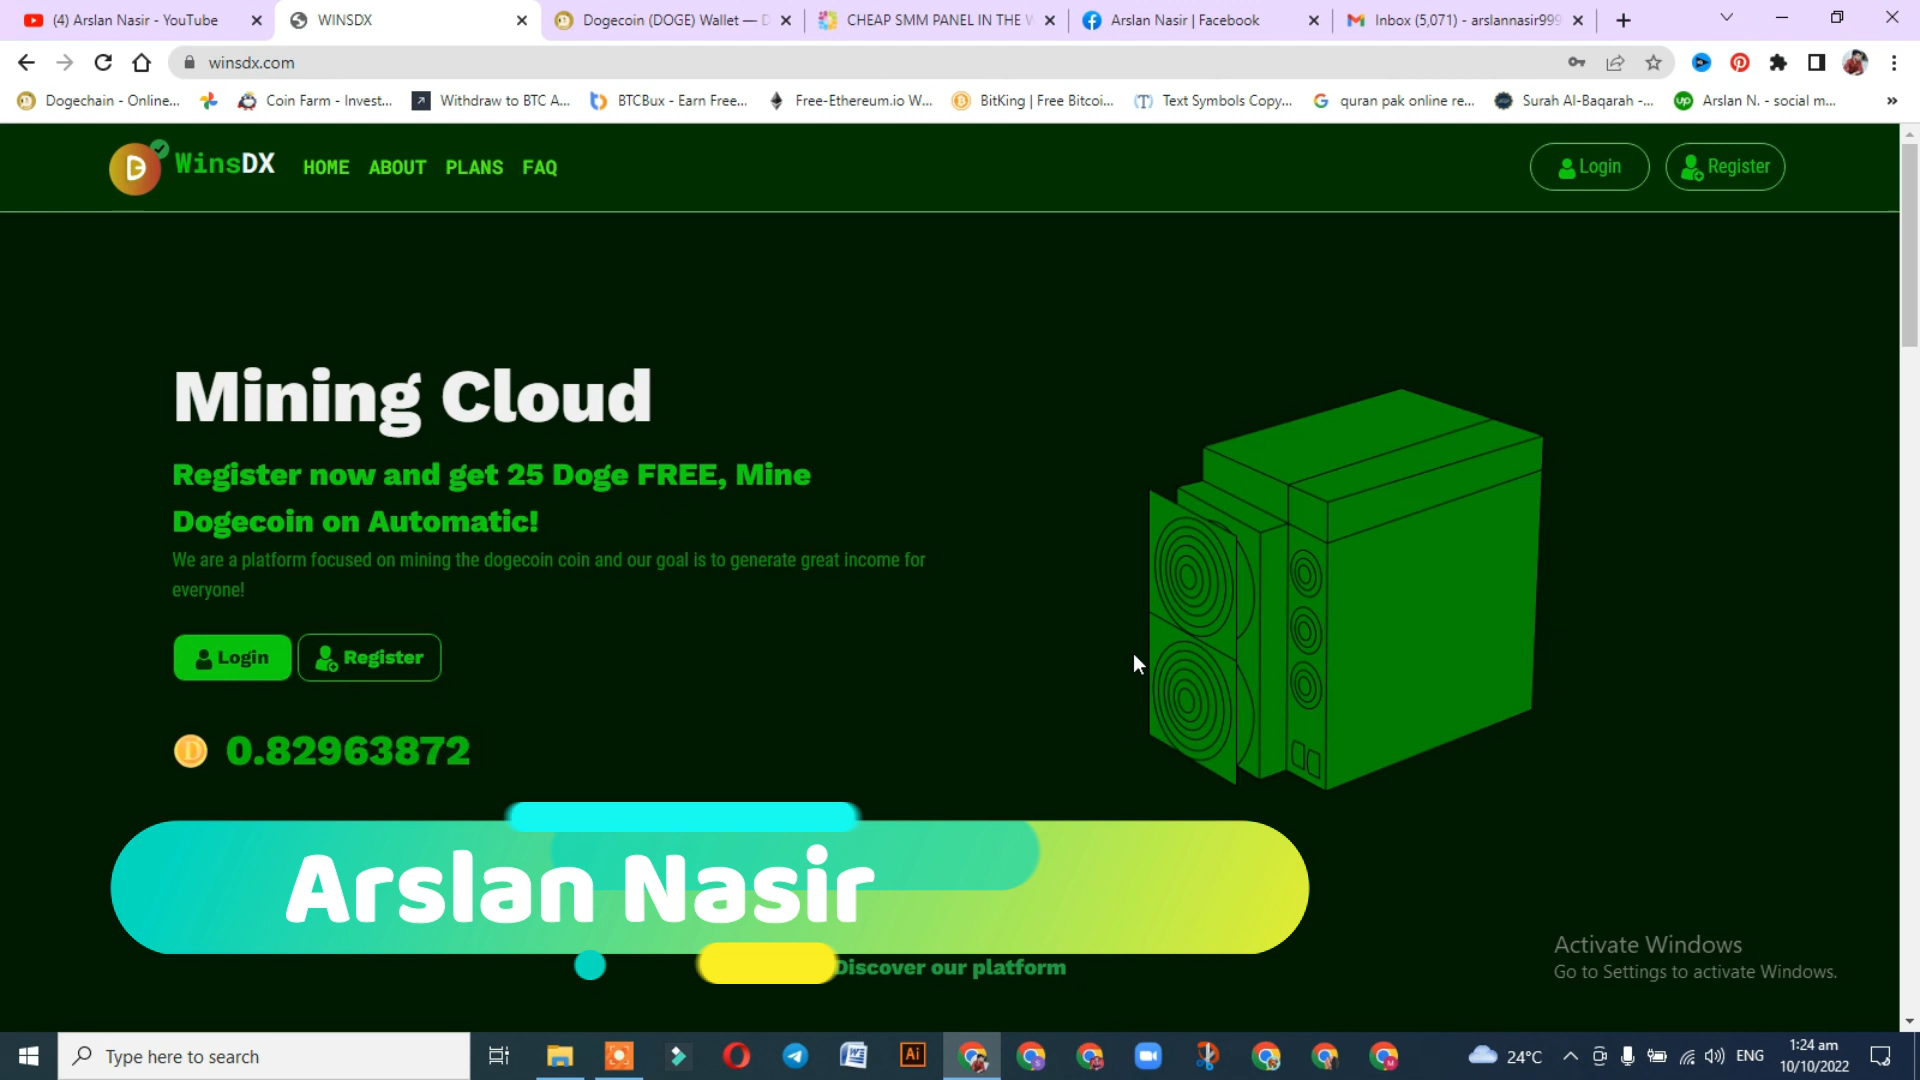 (4) Arslan Nasir - YouTube
WINSDX
Dogecoin (DOGE) Wallet — D
CHEAP SMM PANEL IN THE W
Arslan Nasir | Facebook
Inbox (5,071) - arslannasir999
winsdx.com
Dogechain - Online...
Coin Farm - Invest...
Withdraw to BTC A...
BTCBux - Earn Free...
Free-Ethereum.io W...
BitKing | Free Bitcoi...
Text Symbols Copy...
quran pak online re...
Surah Al-Baqarah -...
Arslan N. - social m...
WinsDX
HOME
ABOUT
PLANS
FAQ
Login
Register
Mining Cloud
Register now and get 25 Doge FREE, Mine
Dogecoin on Automatic!
We are a platform focused on mining the dogecoin coin and our goal is to generate great income for
everyone!
Login
Register
0.82963872
Arslan Nasir
Discover our platform
Activate Windows
Go to Settings to activate Windows.
Type here to search
24°C
ENG
1:24 am
10/10/2022